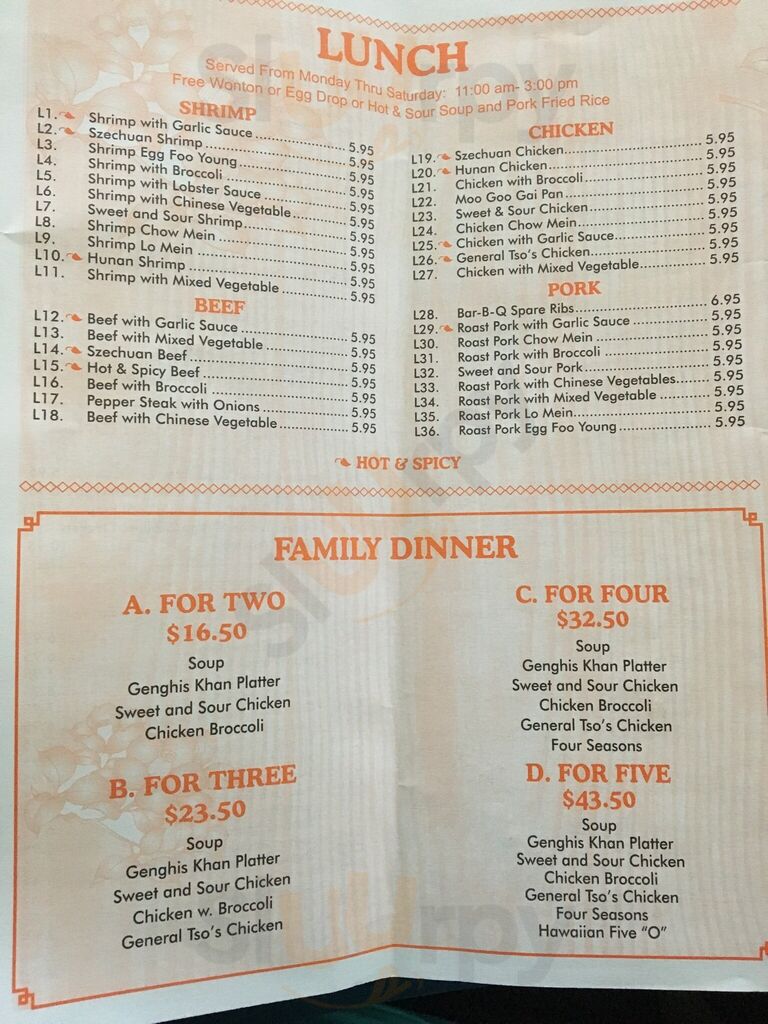 LUNCH
Served From Monday Thru Saturday: 11:00 am- 3:00 pm
Free Wonton or Egg Drop or Hot & Sour Soup and Pork Fried Rice
SHRIMP
L1. Shrimp with Garlic Sauce 5.95
L2. Szechuan Shrimp 5.95
L3. Shrimp Egg Foo Young 5.95
L4. Shrimp with Broccoli 5.95
L5. Shrimp with Lobster Sauce 5.95
L6. Shrimp with Chinese Vegetable 5.95
L7. Sweet and Sour Shrimp 5.95
L8. Shrimp Chow Mein 5.95
L9. Shrimp Lo Mein 5.95
L10. Hunan Shrimp 5.95
L11. Shrimp with Mixed Vegetable 5.95
BEEF
L12. Beef with Garlic Sauce 5.95
L13. Beef with Mixed Vegetable 5.95
L14. Szechuan Beef 5.95
L15. Hot & Spicy Beef 5.95
L16. Beef with Broccoli 5.95
L17. Pepper Steak with Onions 5.95
L18. Beef with Chinese Vegetable 5.95
CHICKEN
L19. Szechuan Chicken 5.95
L20. Hunan Chicken 5.95
L21. Chicken with Broccoli 5.95
L22. Moo Goo Gai Pan 5.95
L23. Sweet & Sour Chicken 5.95
L24. Chicken Chow Mein 5.95
L25. Chicken with Garlic Sauce 5.95
L26. General Tso's Chicken 5.95
L27. Chicken with Mixed Vegetable 5.95
PORK
L28. Bar-B-Q Spare Ribs 6.95
L29. Roast Pork with Garlic Sauce 5.95
L30. Roast Pork Chow Mein 5.95
L31. Roast Pork with Broccoli 5.95
L32. Sweet and Sour Pork 5.95
L33. Roast Pork with Chinese Vegetables 5.95
L34. Roast Pork with Mixed Vegetable 5.95
L35. Roast Pork Lo Mein 5.95
L36. Roast Pork Egg Foo Young 5.95
HOT & SPICY
FAMILY DINNER
A. FOR TWO
$16.50
Soup
Genghis Khan Platter
Sweet and Sour Chicken
Chicken Broccoli
B. FOR THREE
$23.50
Soup
Genghis Khan Platter
Sweet and Sour Chicken
Chicken w. Broccoli
General Tso's Chicken
C. FOR FOUR
$32.50
Soup
Genghis Khan Platter
Sweet and Sour Chicken
Chicken Broccoli
General Tso's Chicken
Four Seasons
D. FOR FIVE
$43.50
Soup
Genghis Khan Platter
Sweet and Sour Chicken
Chicken Broccoli
General Tso's Chicken
Four Seasons
Hawaiian Five "O"